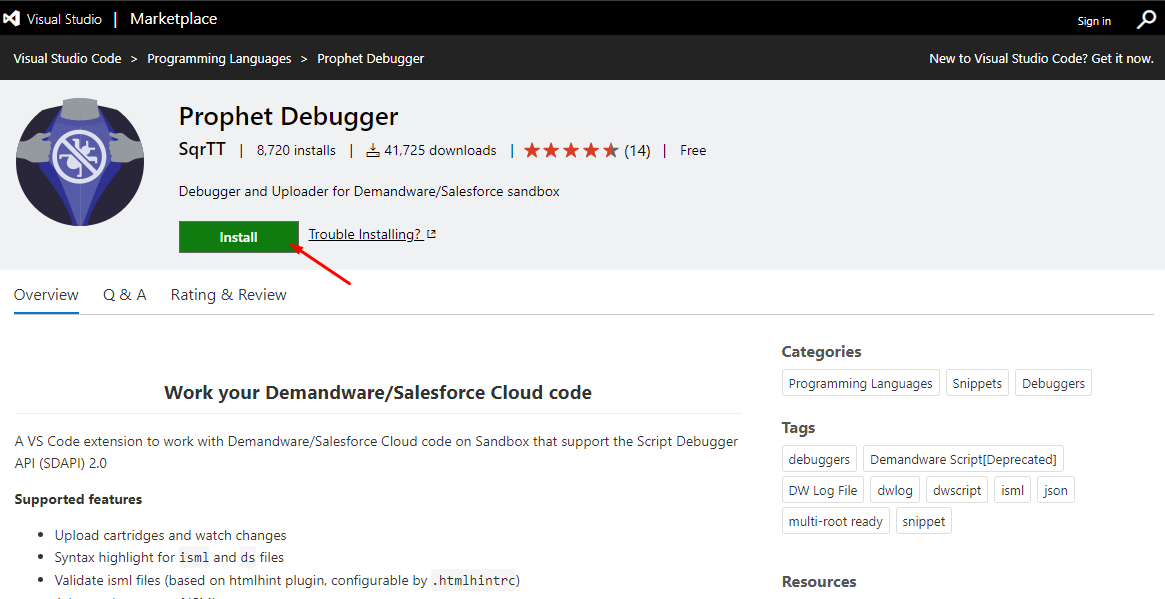 Visual Studio | Marketplace
Sign in
Visual Studio Code > Programming Languages > Prophet Debugger
New to Visual Studio Code? Get it now.
Prophet Debugger
SqrTT | 8,720 installs | 41,725 downloads | (14) | Free
Debugger and Uploader for Demandware/Salesforce sandbox
Install
Trouble Installing?
Overview Q & A Rating & Review
Work your Demandware/Salesforce Cloud code
A VS Code extension to work with Demandware/Salesforce Cloud code on Sandbox that support the Script Debugger
API (SDAPI) 2.0
Supported features
• Upload cartridges and watch changes
• Syntax highlight for isml and ds files
• Validate isml files (based on htmlhint plugin, configurable by .htmlhintrc)
Categories
Programming Languages Snippets Debuggers
Tags
debuggers Demandware Script[Deprecated]
DW Log File dwlog dwscript isml json
multi-root ready snippet
Resources